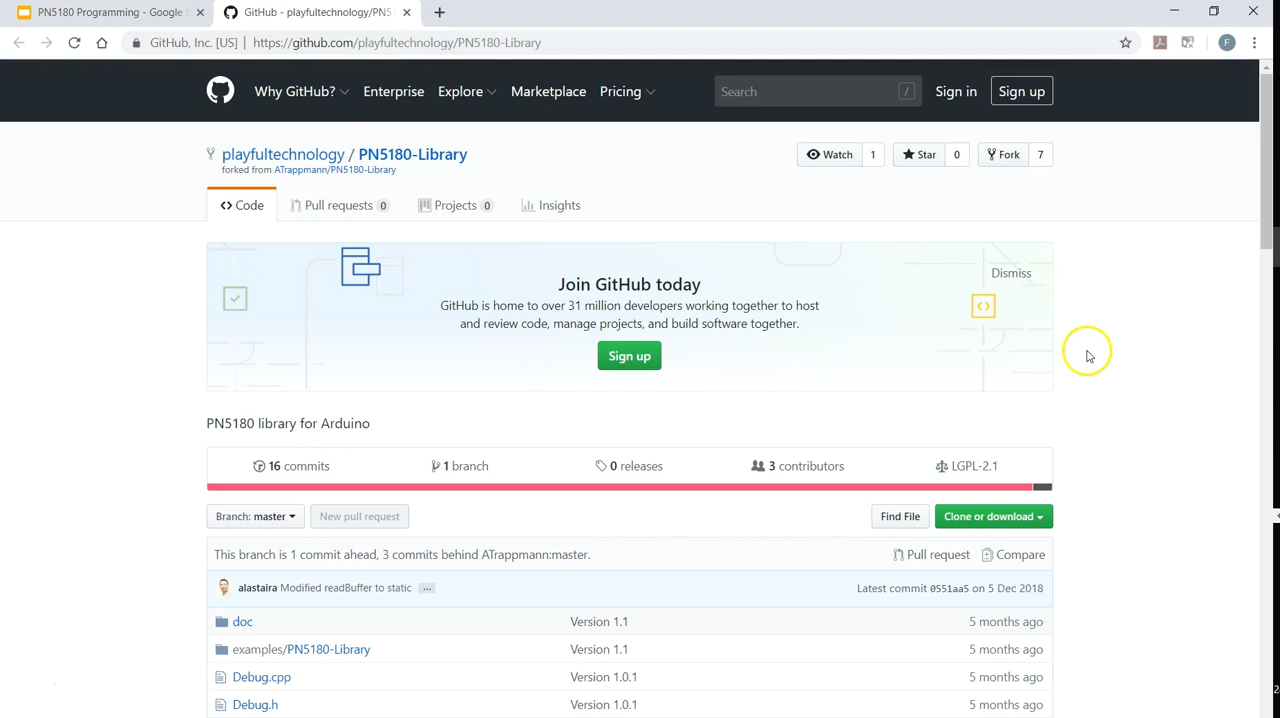 PN5180 Programming - Google
GitHub - playfultechnology/PN5
GitHub, Inc. [US] | https://github.com/playfultechnology/PN5180-Library
F
Why GitHub? Enterprise Explore Marketplace Pricing Search / Sign in Sign up
playfultechnology / PN5180-Library
Watch 1 Star 0 Fork 7
forked from ATrappmann/PN5180-Library
Code Pull requests 0 Projects 0 Insights
Dismiss
Join GitHub today
GitHub is home to over 31 million developers working together to host
and review code, manage projects, and build software together.
Sign up
PN5180 library for Arduino
16 commits 1 branch 0 releases 3 contributors LGPL-2.1
Branch: master New pull request Find File Clone or download
This branch is 1 commit ahead, 3 commits behind ATrappmann:master. Pull request Compare
alastaira Modified readBuffer to static ... Latest commit 0551aa5 on 5 Dec 2018
doc Version 1.1 5 months ago
examples/PN5180-Library Version 1.1 5 months ago
Debug.cpp Version 1.0.1 5 months ago
Debug.h Version 1.0.1 5 months ago